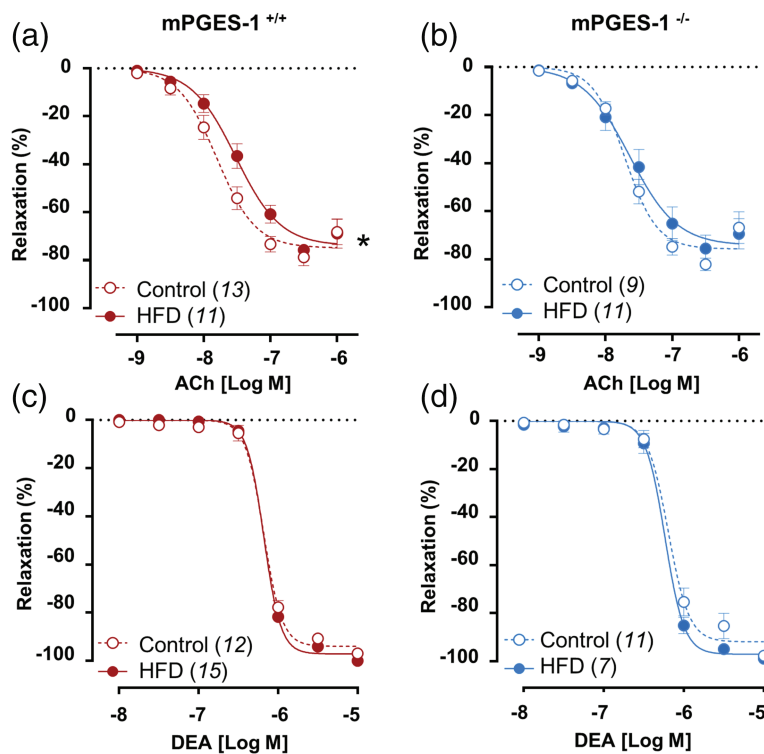 mPGES-1 +/+
mPGES-1 -/-
(a)
0
-20
-40
-60
-80
-100
Relaxation (%)
*
Control (13)
HFD (11)
-9
-8
-7
-6
ACh [Log M]
(b)
0
-20
-40
-60
-80
-100
Relaxation (%)
Control (9)
HFD (11)
-9
-8
-7
-6
ACh [Log M]
(c)
0
-20
-40
-60
-80
-100
Relaxation (%)
Control (12)
HFD (15)
-8
-7
-6
-5
DEA [Log M]
(d)
0
-20
-40
-60
-80
-100
Relaxation (%)
Control (11)
HFD (7)
-8
-7
-6
-5
DEA [Log M]